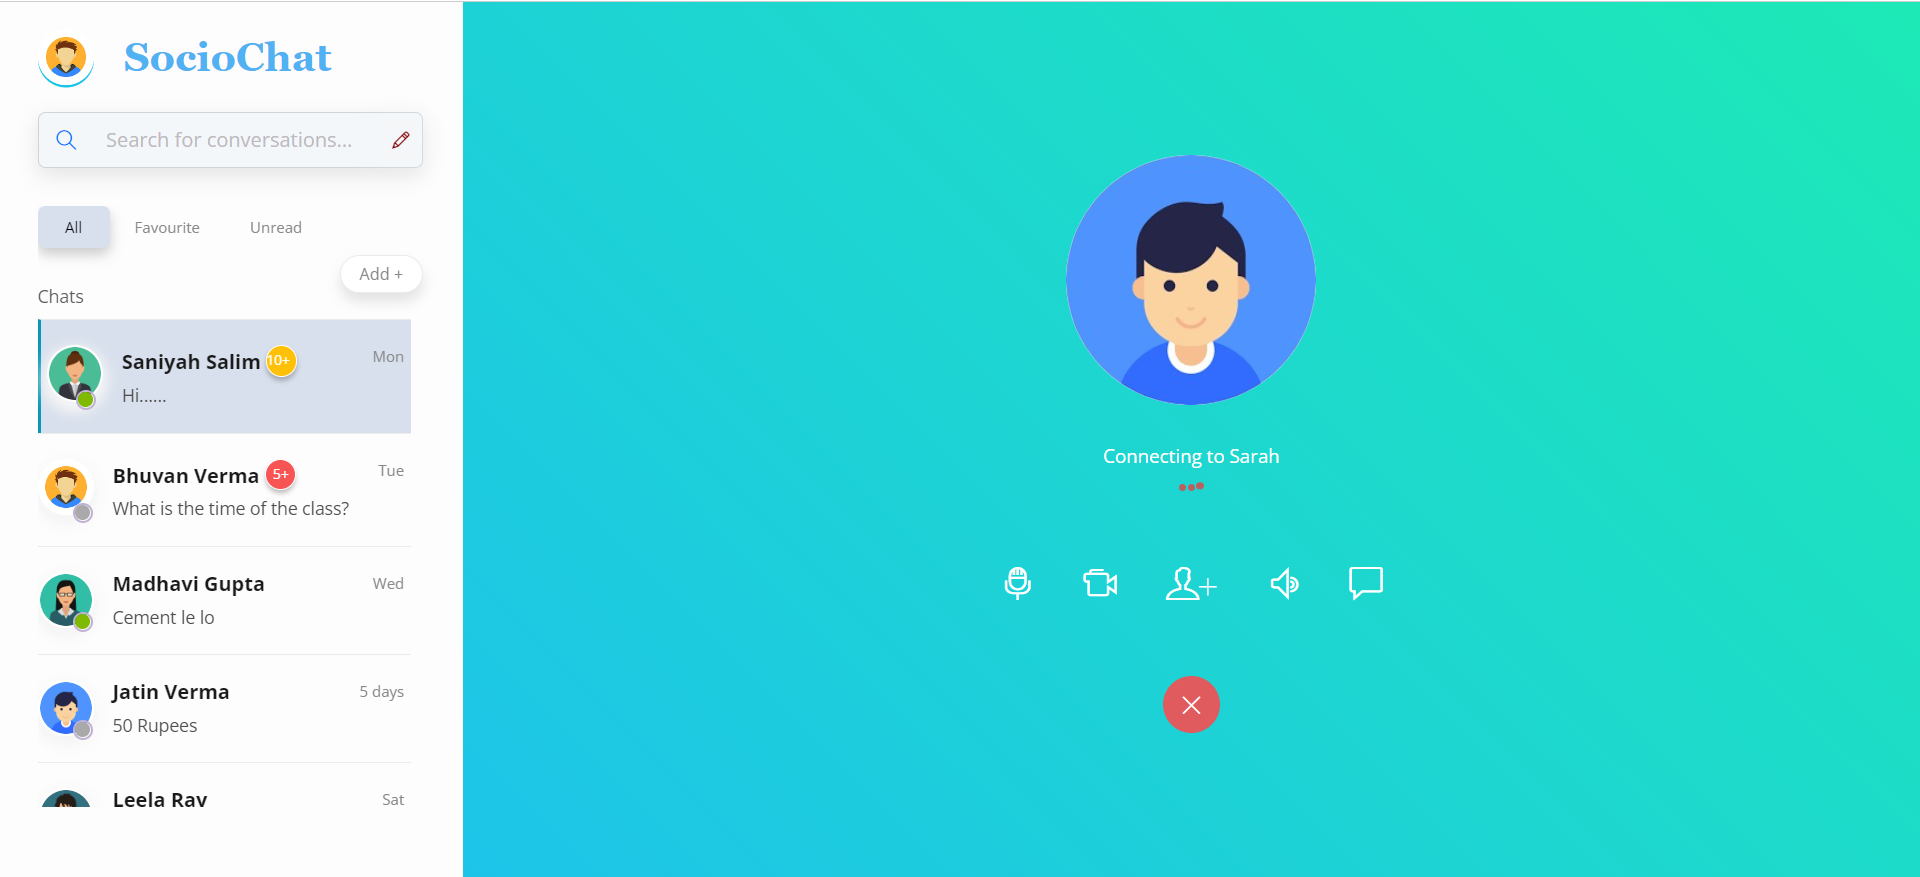 SocioChat
Search for conversations...
All
Favourite
Unread
Add +
Chats
Saniyah Salim
10+
Mon
Hi......
Bhuvan Verma
5+
Tue
What is the time of the class?
Madhavi Gupta
Wed
Cement le lo
Jatin Verma
5 days
50 Rupees
Leela Rav
Sat
Connecting to Sarah